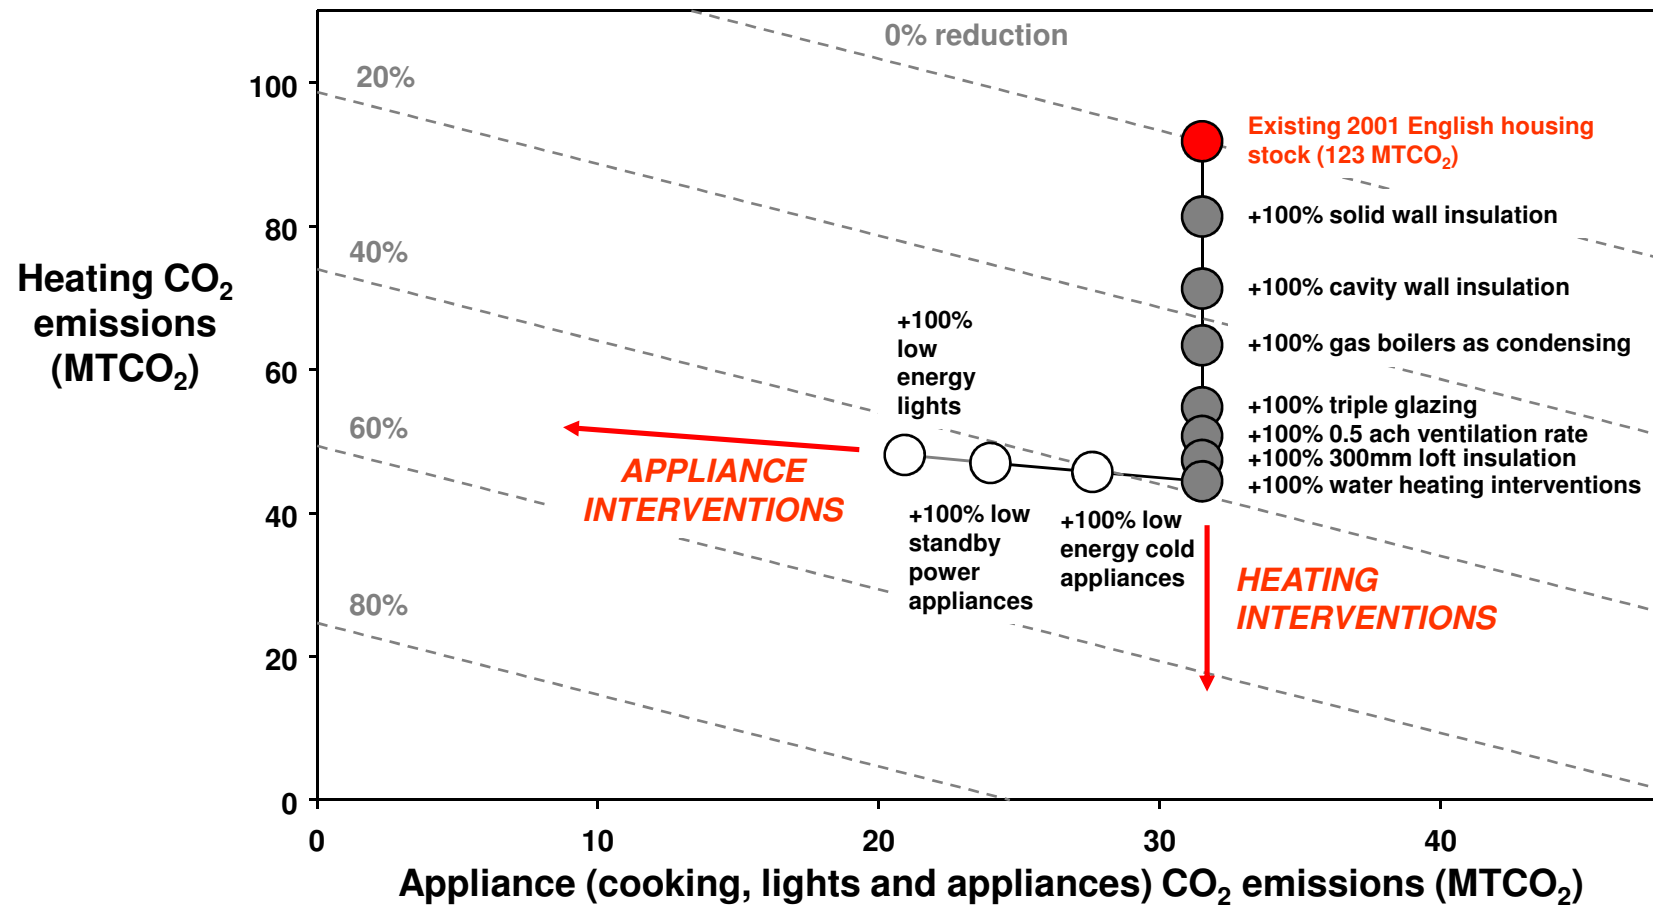 0% reduction
20%
100
Existing 2001 English housing
stock (123 MTCO₂)
+100% solid wall insulation
80
40%
Heating CO₂
emissions
(MTCO₂)
+100% cavity wall insulation
+100%
low
energy
lights
+100% gas boilers as condensing
60
+100% triple glazing
60%
+100% 0.5 ach ventilation rate
+100% 300mm loft insulation
+100% water heating interventions
APPLIANCE
INTERVENTIONS
40
+100% low
standby
power
appliances
+100% low
energy cold
appliances
HEATING
INTERVENTIONS
80%
20
0
0
10
20
30
40
Appliance (cooking, lights and appliances) CO₂ emissions (MTCO₂)